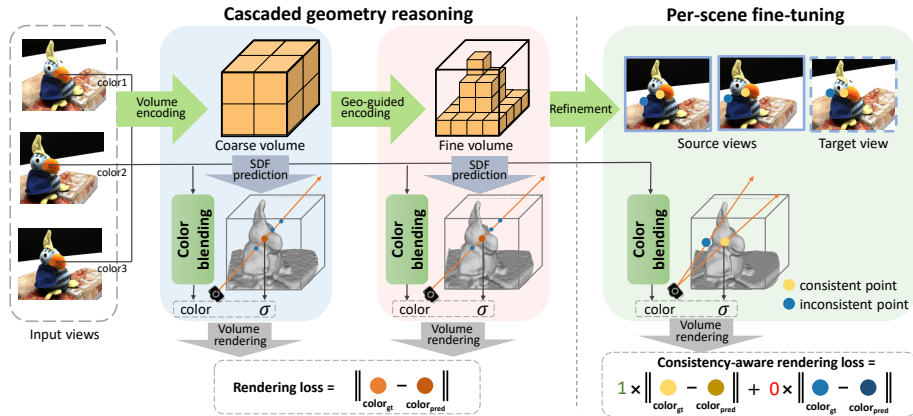 Cascaded geometry reasoning
Per-scene fine-tuning
color1
color2
color3
Input views
Volume
encoding
Coarse volume
Geo-guided
encoding
Fine volume
Refinement
Source views
Target view
SDF
prediction
SDF
prediction
Color
blending
Color
blending
Color
blending
consistent point
inconsistent point
color
σ
color
σ
color
σ
Volume
rendering
Volume
rendering
Volume
rendering
Rendering loss = ‖ color_gt − color_pred ‖
Consistency-aware rendering loss =
1 × ‖ color_gt − color_pred ‖ + 0 × ‖ color_gt − color_pred ‖